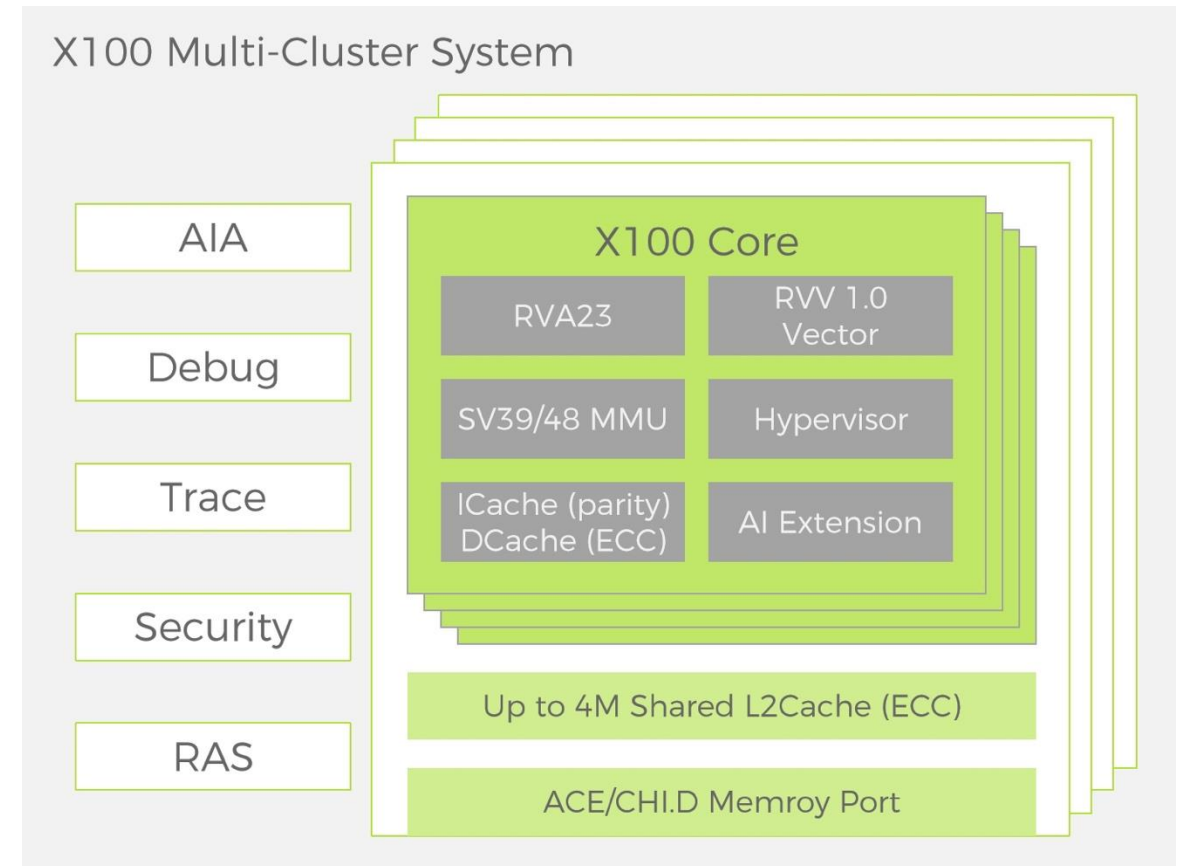 X100 Multi-Cluster System
AIA
Debug
Trace
Security
RAS
X100 Core
RVA23
RVV 1.0
Vector
SV39/48 MMU
Hypervisor
ICache (parity)
DCache (ECC)
AI Extension
Up to 4M Shared L2Cache (ECC)
ACE/CHI.D Memroy Port